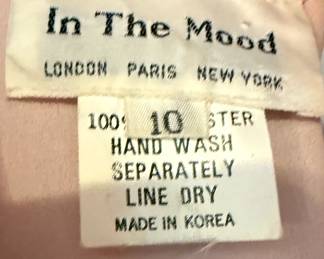 In The Mood
LONDON PARIS NEW YORK
100% 10 STER
HAND WASH
SEPARATELY
LINE DRY
MADE IN KOREA